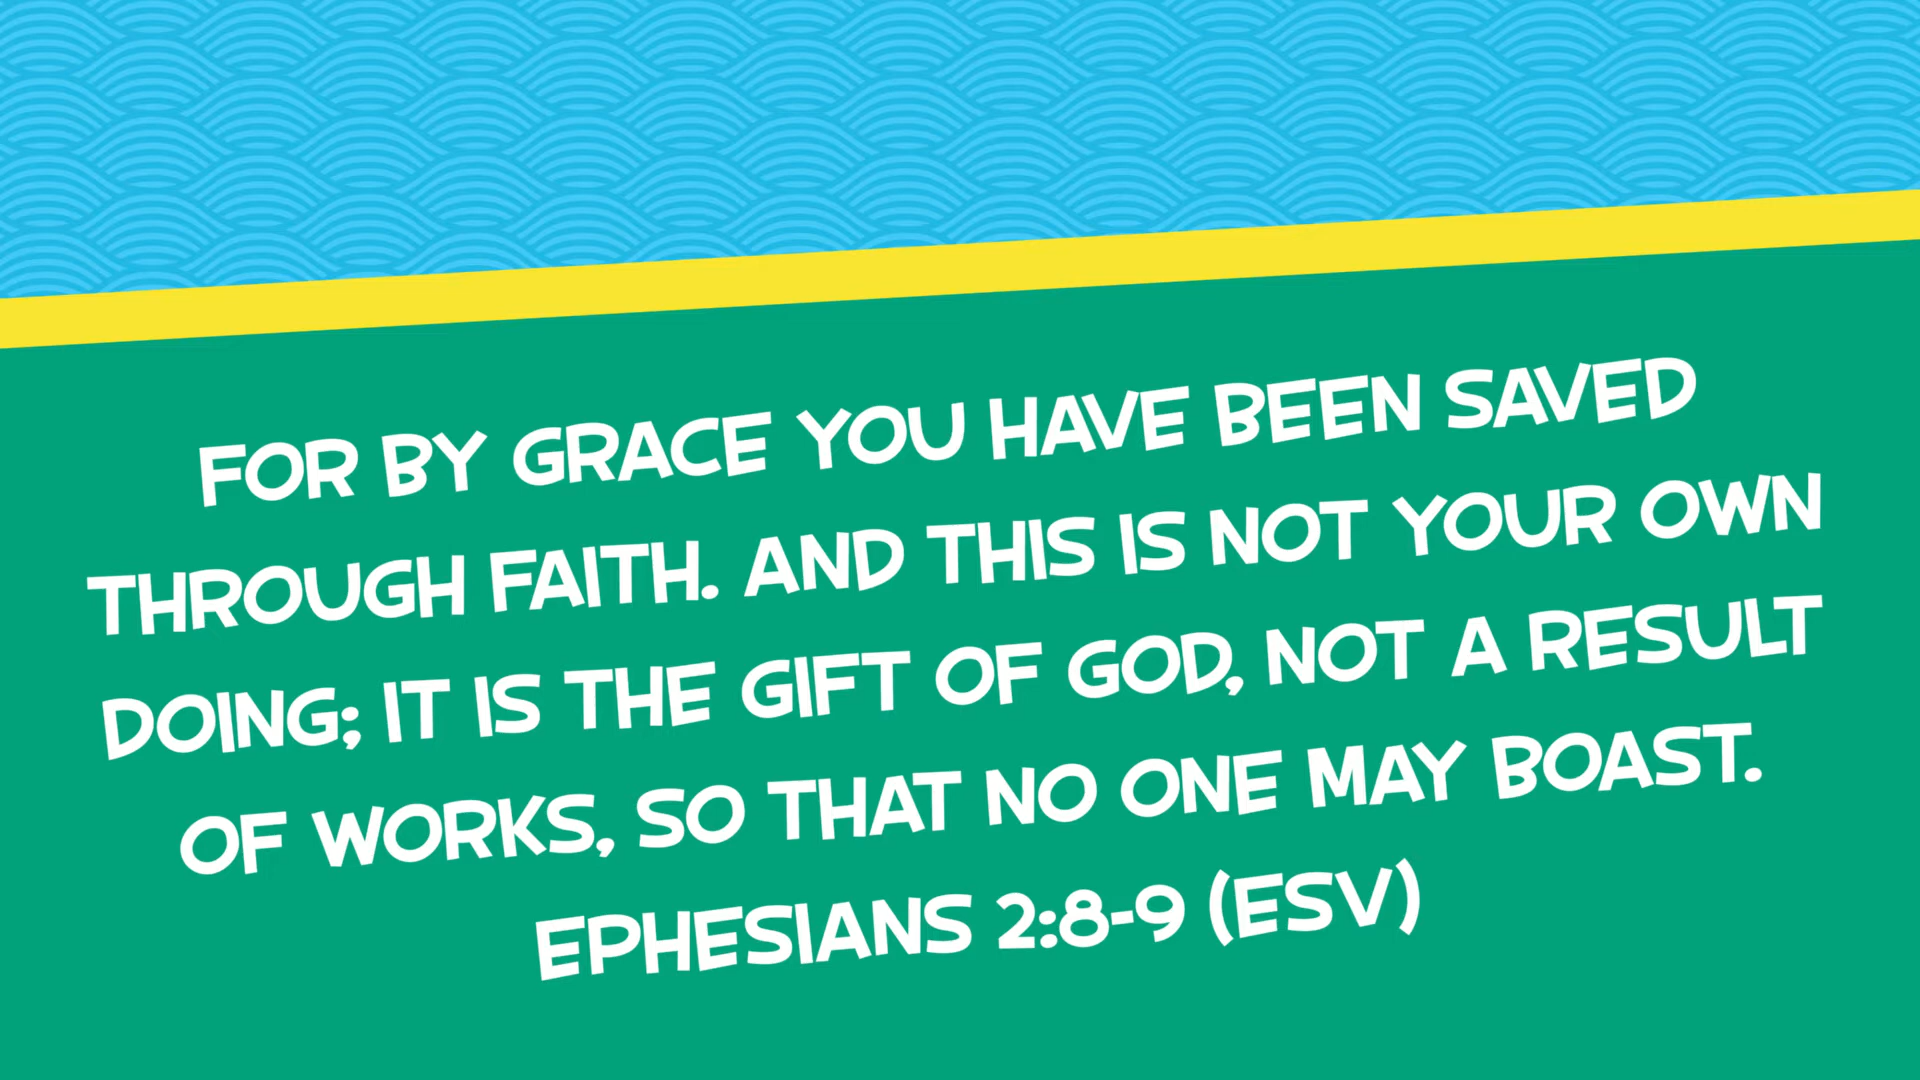 FOR BY GRACE YOU HAVE BEEN SAVED
THROUGH FAITH. AND THIS IS NOT YOUR OWN
DOING; IT IS THE GIFT OF GOD, NOT A RESULT
OF WORKS, SO THAT NO ONE MAY BOAST.
EPHESIANS 2:8-9 (ESV)